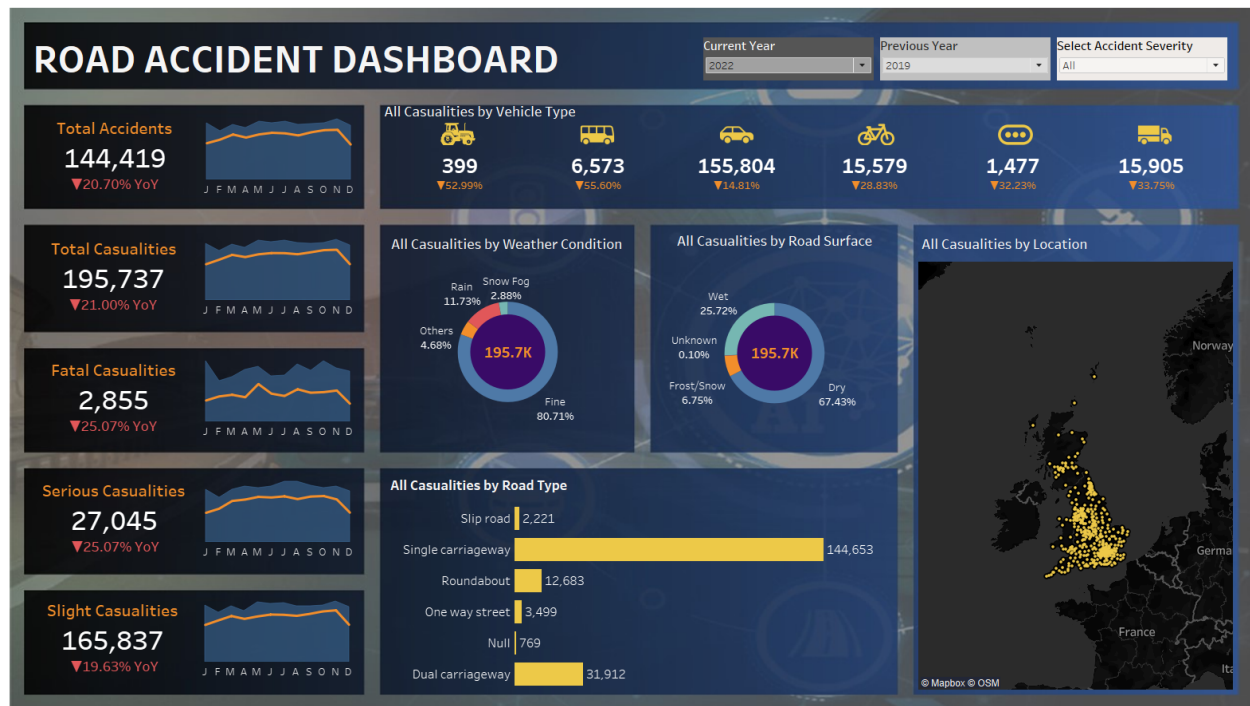 ROAD ACCIDENT DASHBOARD
Current Year
2022
Previous Year
2019
Select Accident Severity
All
Total Accidents
144,419
▼20.70% YoY
J F M A M J J A S O N D
All Casualities by Vehicle Type
399 6,573 155,804 15,579 1,477 15,905
▼52.99% ▼55.60% ▼14.81% ▼28.83% ▼32.23% ▼33.75%
Total Casualities
195,737
▼21.00% YoY
J F M A M J J A S O N D
Fatal Casualities
2,855
▼25.07% YoY
J F M A M J J A S O N D
Serious Casualities
27,045
▼25.07% YoY
J F M A M J J A S O N D
Slight Casualities
165,837
▼19.63% YoY
J F M A M J J A S O N D
All Casualities by Weather Condition
Snow Fog
2.88%
Rain
11.73%
Others
4.68%
195.7K
Fine
80.71%
All Casualities by Road Surface
Wet
25.72%
Unknown
0.10%
195.7K
Frost/Snow
6.75%
Dry
67.43%
AI
All Casualities by Road Type
Slip road 2,221
Single carriageway 144,653
Roundabout 12,683
One way street 3,499
Null 769
Dual carriageway 31,912
All Casualities by Location
Norway
Germa
France
Ita
© Mapbox © OSM